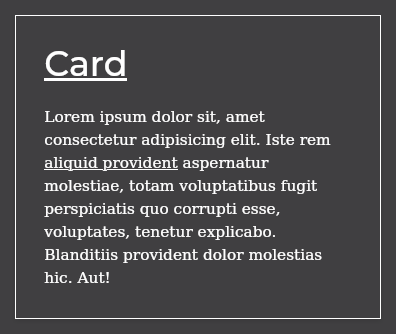 Card
Lorem ipsum dolor sit, amet
consectetur adipisicing elit. Iste rem
aliquid provident aspernatur
molestiae, totam voluptatibus fugit
perspiciatis quo corrupti esse,
voluptates, tenetur explicabo.
Blanditiis provident dolor molestias
hic. Aut!